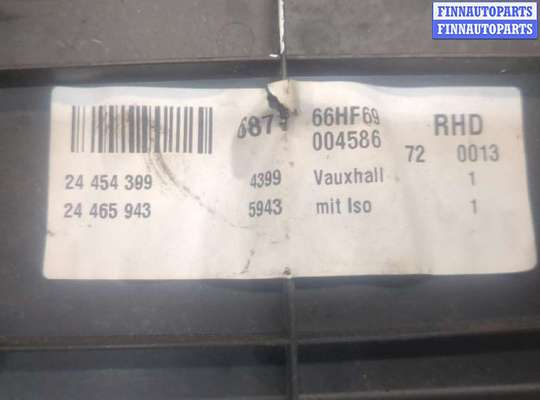 FINNAUTOPARTS
FINNAUTOPARTS
66HF69 RHD
004586 72 0013
24 454 399 4399 Vauxhall 1
24 465 943 5943 mit Iso 1